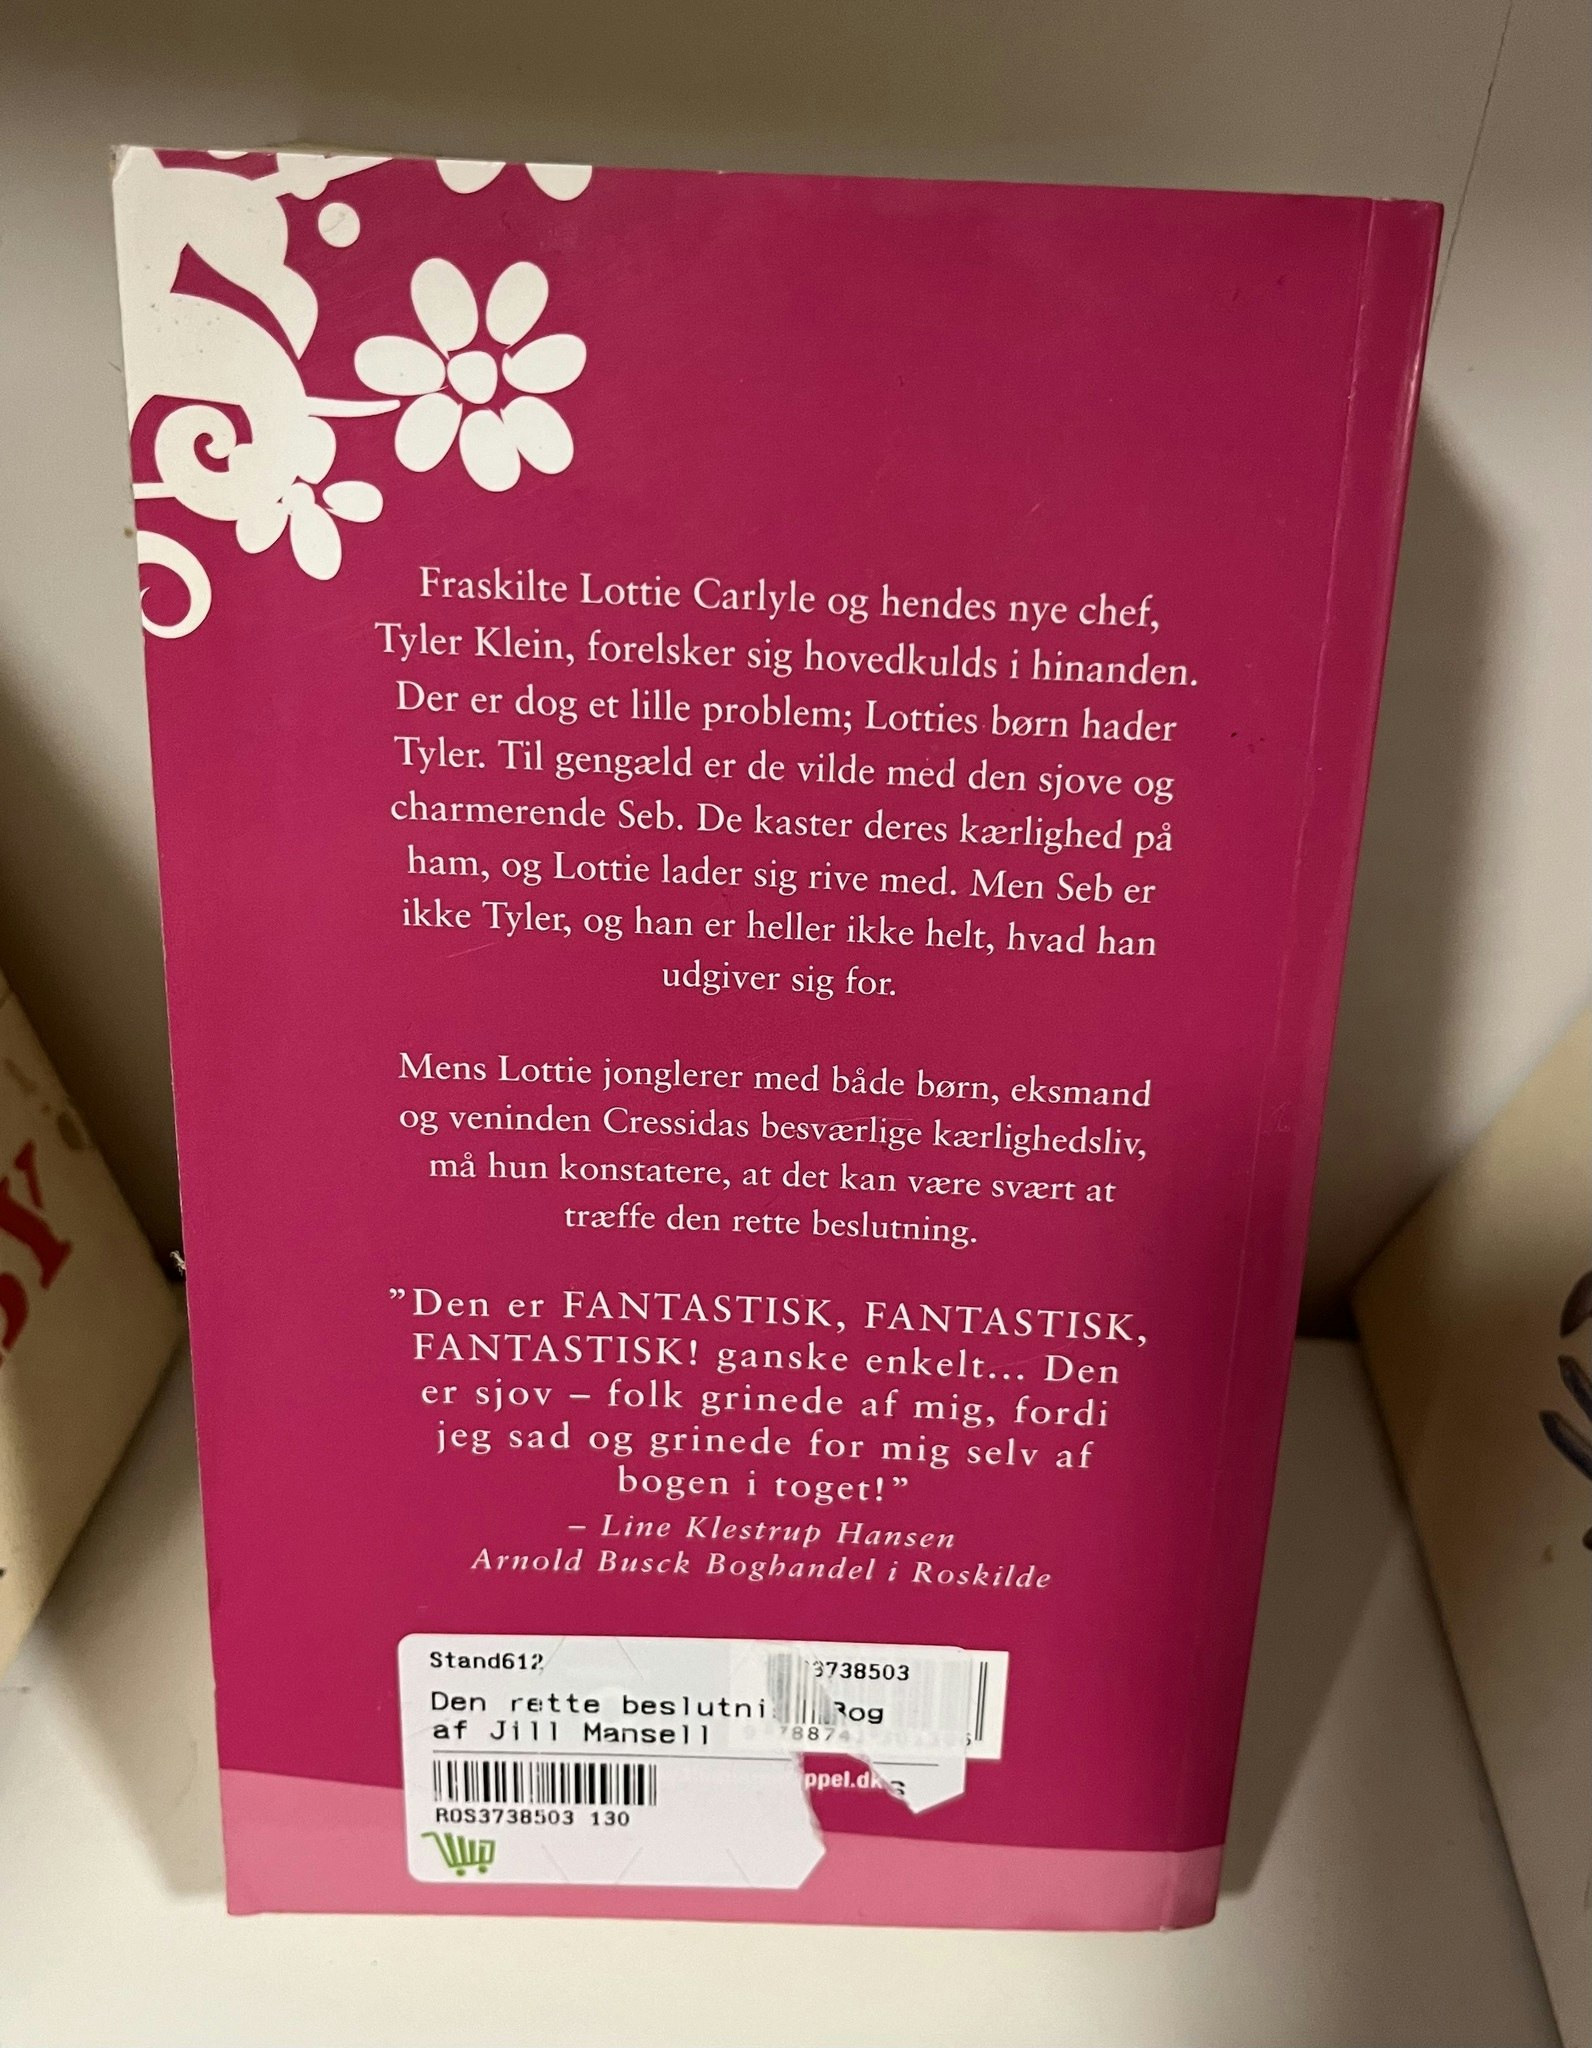 Fraskilte Lottie Carlyle og hendes nye chef,
Tyler Klein, forelsker sig hovedkulds i hinanden.
Der er dog et lille problem; Lotties børn hader
Tyler. Til gengæld er de vilde med den sjove og
charmerende Seb. De kaster deres kærlighed på
ham, og Lottie lader sig rive med. Men Seb er
ikke Tyler, og han er heller ikke helt, hvad han
udgiver sig for.
Mens Lottie jonglerer med både børn, eksmand
og veninden Cressidas besværlige kærlighedsliv,
må hun konstatere, at det kan være svært at
træffe den rette beslutning.
”Den er FANTASTISK, FANTASTISK,
FANTASTISK! ganske enkelt... Den
er sjov – folk grinede af mig, fordi
jeg sad og grinede for mig selv af
bogen i toget!”
– Line Klestrup Hansen
Arnold Busck Boghandel i Roskilde
Stand612 3738503
Den rette beslutni Bog
af Jill Mansell
ppel.dk
ROS3738503 130